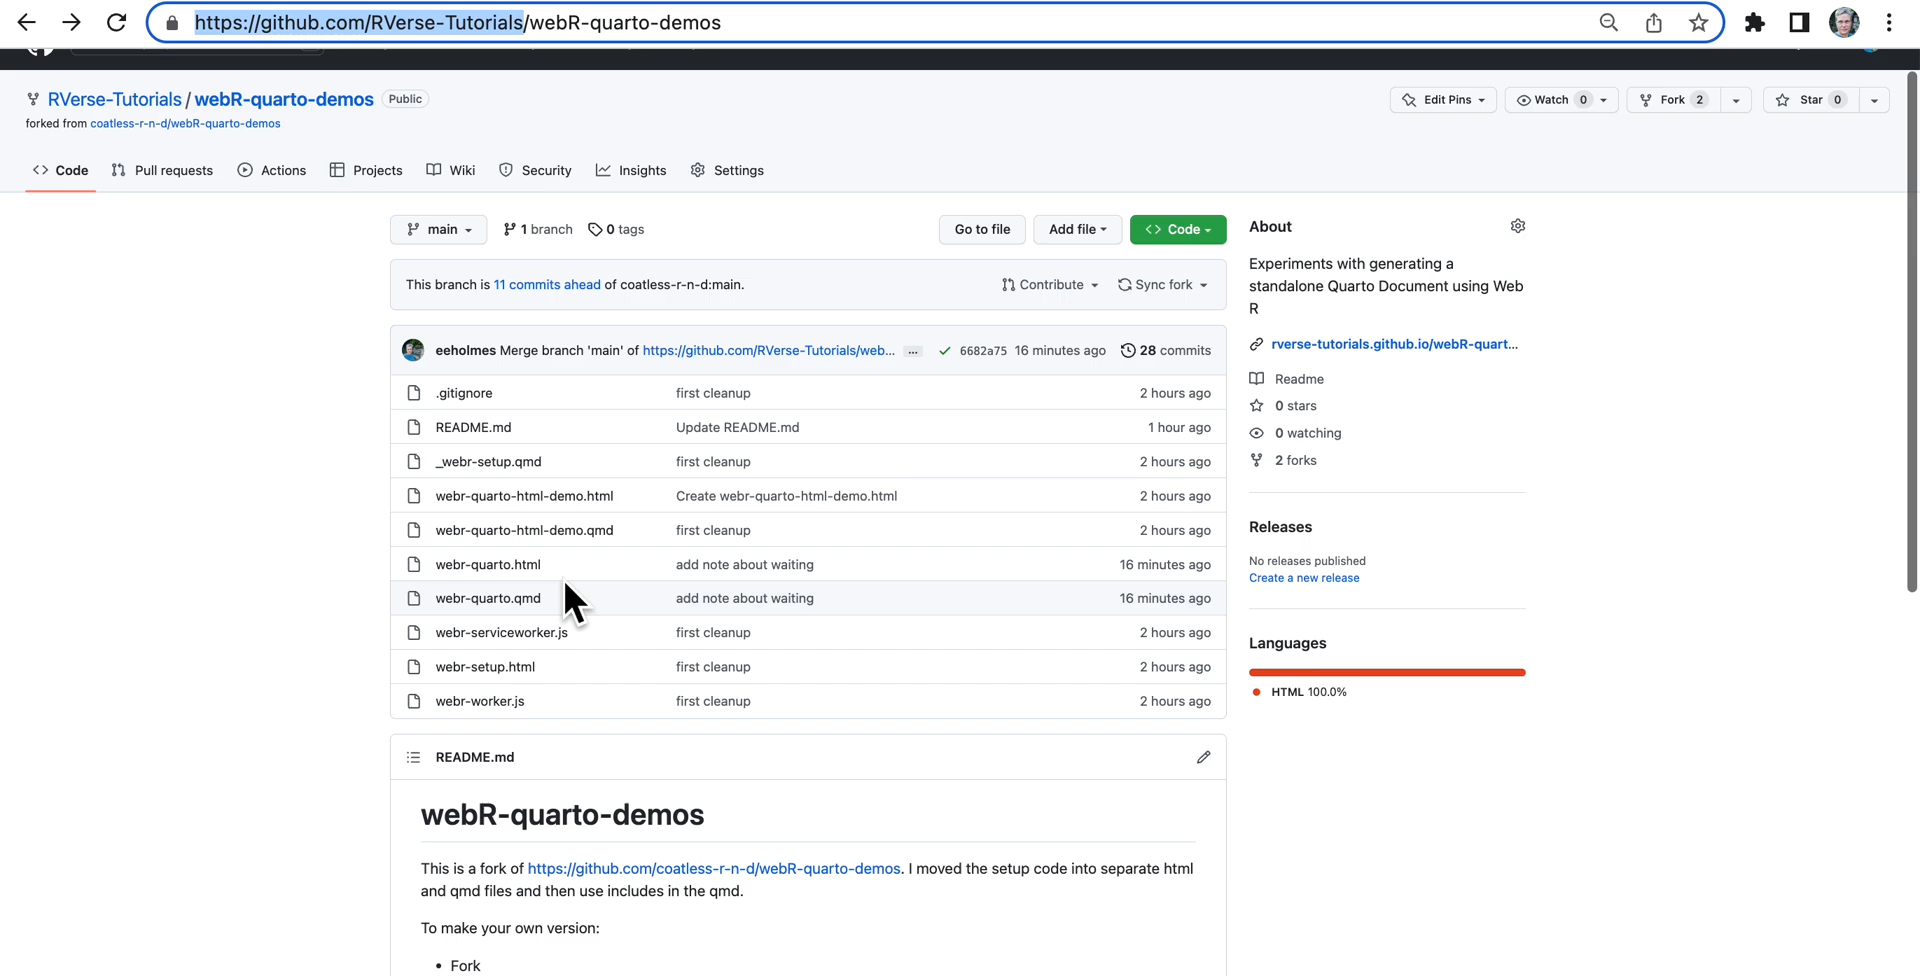 https://github.com/RVerse-Tutorials/webR-quarto-demos
RVerse-Tutorials / webR-quarto-demos Public
Edit Pins Watch 0 Fork 2 Star 0
forked from coatless-r-n-d/webR-quarto-demos
Code Pull requests Actions Projects Wiki Security Insights Settings
main 1 branch 0 tags Go to file Add file Code
This branch is 11 commits ahead of coatless-r-n-d:main. Contribute Sync fork
eeholmes Merge branch 'main' of https://github.com/RVerse-Tutorials/web... ... 6682a75 16 minutes ago 28 commits
.gitignore first cleanup 2 hours ago
README.md Update README.md 1 hour ago
_webr-setup.qmd first cleanup 2 hours ago
webr-quarto-html-demo.html Create webr-quarto-html-demo.html 2 hours ago
webr-quarto-html-demo.qmd first cleanup 2 hours ago
webr-quarto.html add note about waiting 16 minutes ago
webr-quarto.qmd add note about waiting 16 minutes ago
webr-serviceworker.js first cleanup 2 hours ago
webr-setup.html first cleanup 2 hours ago
webr-worker.js first cleanup 2 hours ago
README.md
webR-quarto-demos
This is a fork of https://github.com/coatless-r-n-d/webR-quarto-demos. I moved the setup code into separate html
and qmd files and then use includes in the qmd.
To make your own version:
• Fork
About
Experiments with generating a
standalone Quarto Document using Web
R
rverse-tutorials.github.io/webR-quart...
Readme
0 stars
0 watching
2 forks
Releases
No releases published
Create a new release
Languages
HTML 100.0%